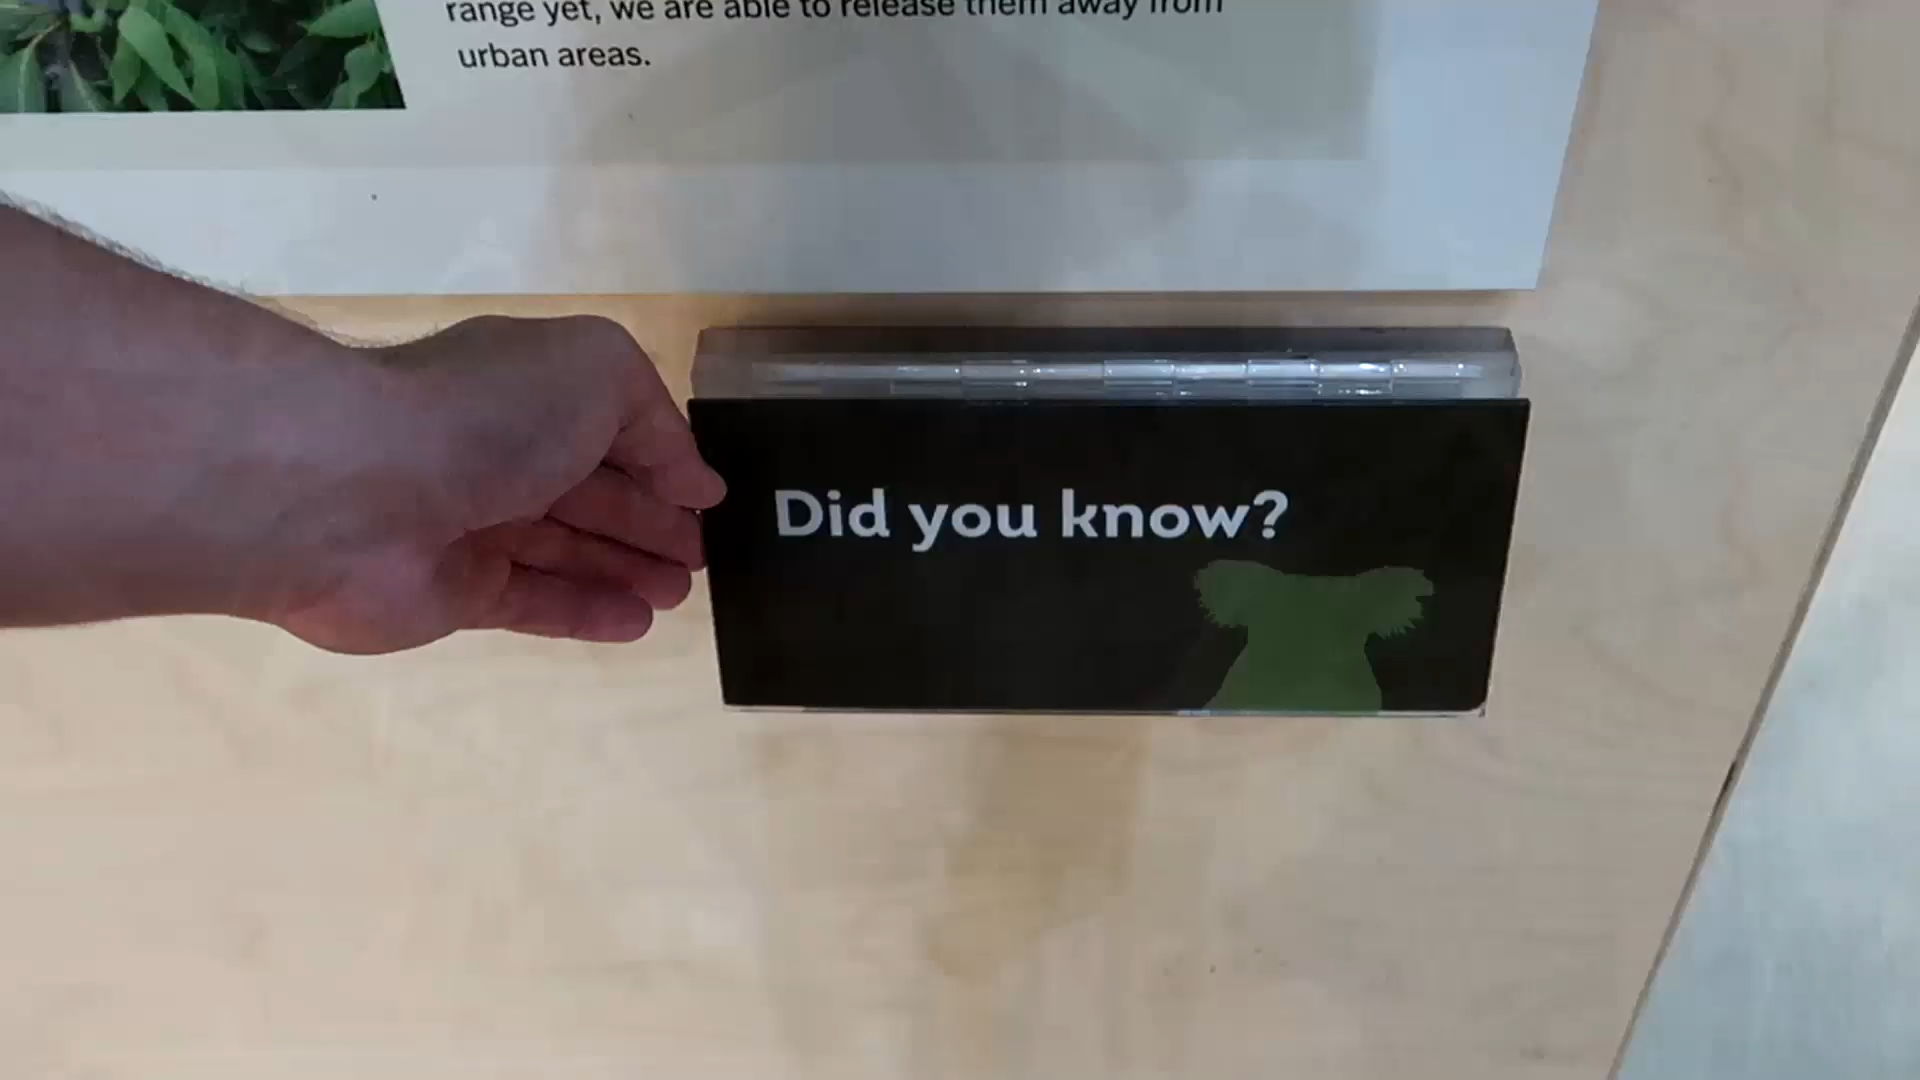 range yet, we are able to release them away from
urban areas.
Did you know?